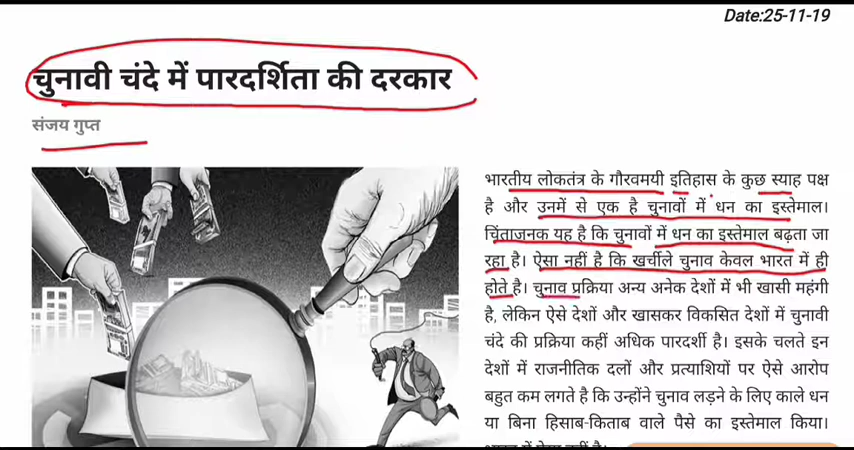 Date:25-11-19
चुनावी चंदे में पारदर्शिता की दरकार
संजय गुप्त
भारतीय लोकतंत्र के गौरवमयी इतिहास के कुछ स्याह पक्ष
है और उनमें से एक है चुनावों में धन का इस्तेमाल।
चिंताजनक यह है कि चुनावों में धन का इस्तेमाल बढ़ता जा
रहा है। ऐसा नहीं है कि खर्चीले चुनाव केवल भारत में ही
होते है। चुनाव प्रक्रिया अन्य अनेक देशों में भी खासी महंगी
है, लेकिन ऐसे देशों और खासकर विकसित देशों में चुनावी
चंदे की प्रक्रिया कहीं अधिक पारदर्शी है। इसके चलते इन
देशों में राजनीतिक दलों और प्रत्याशियों पर ऐसे आरोप
बहुत कम लगते है कि उन्होंने चुनाव लड़ने के लिए काले धन
या बिना हिसाब-किताब वाले पैसे का इस्तेमाल किया।